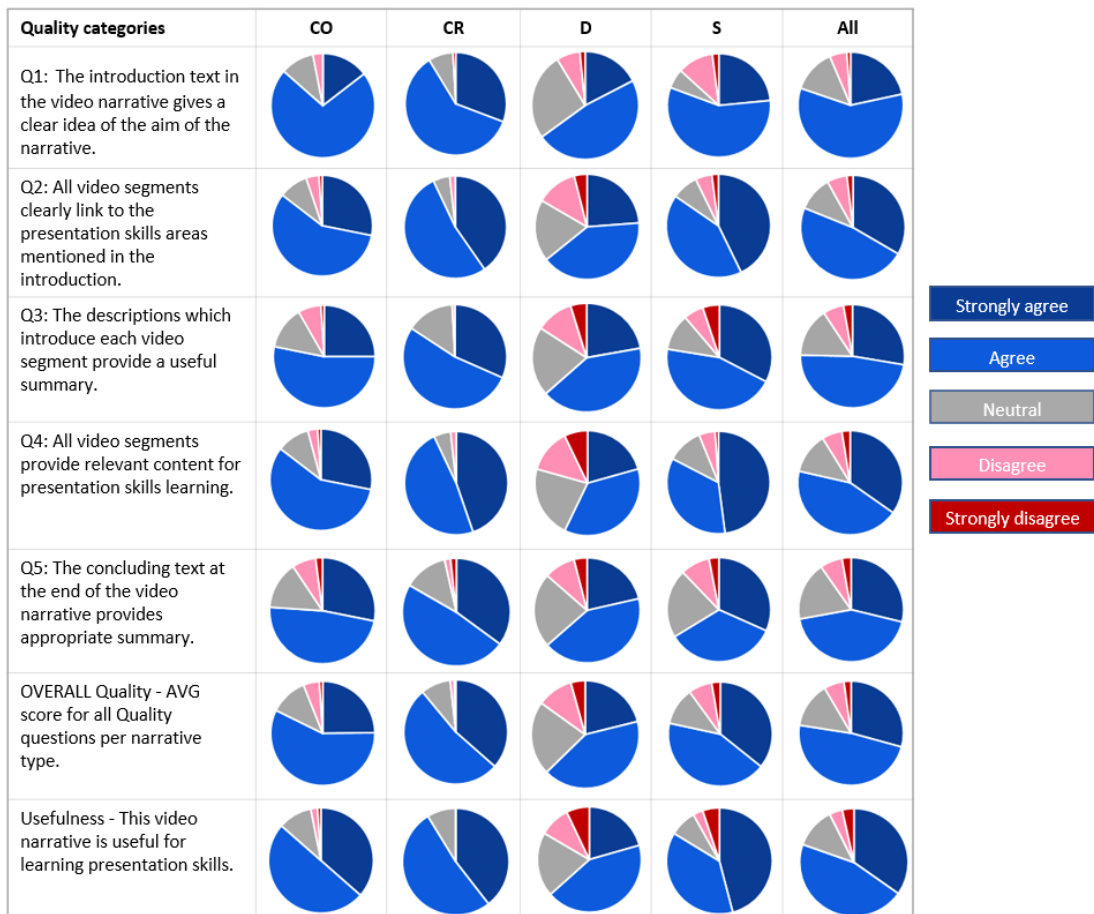 Quality categories
CO
CR
D
S
All
Q1: The introduction text in
the video narrative gives a
clear idea of the aim of the
narrative.
Q2: All video segments
clearly link to the
presentation skills areas
mentioned in the
introduction.
Q3: The descriptions which
introduce each video
segment provide a useful
summary.
Q4: All video segments
provide relevant content for
presentation skills learning.
Q5: The concluding text at
the end of the video
narrative provides
appropriate summary.
OVERALL Quality - AVG
score for all Quality
questions per narrative
type.
Usefulness - This video
narrative is useful for
learning presentation skills.
Strongly agree
Agree
Neutral
Disagree
Strongly disagree